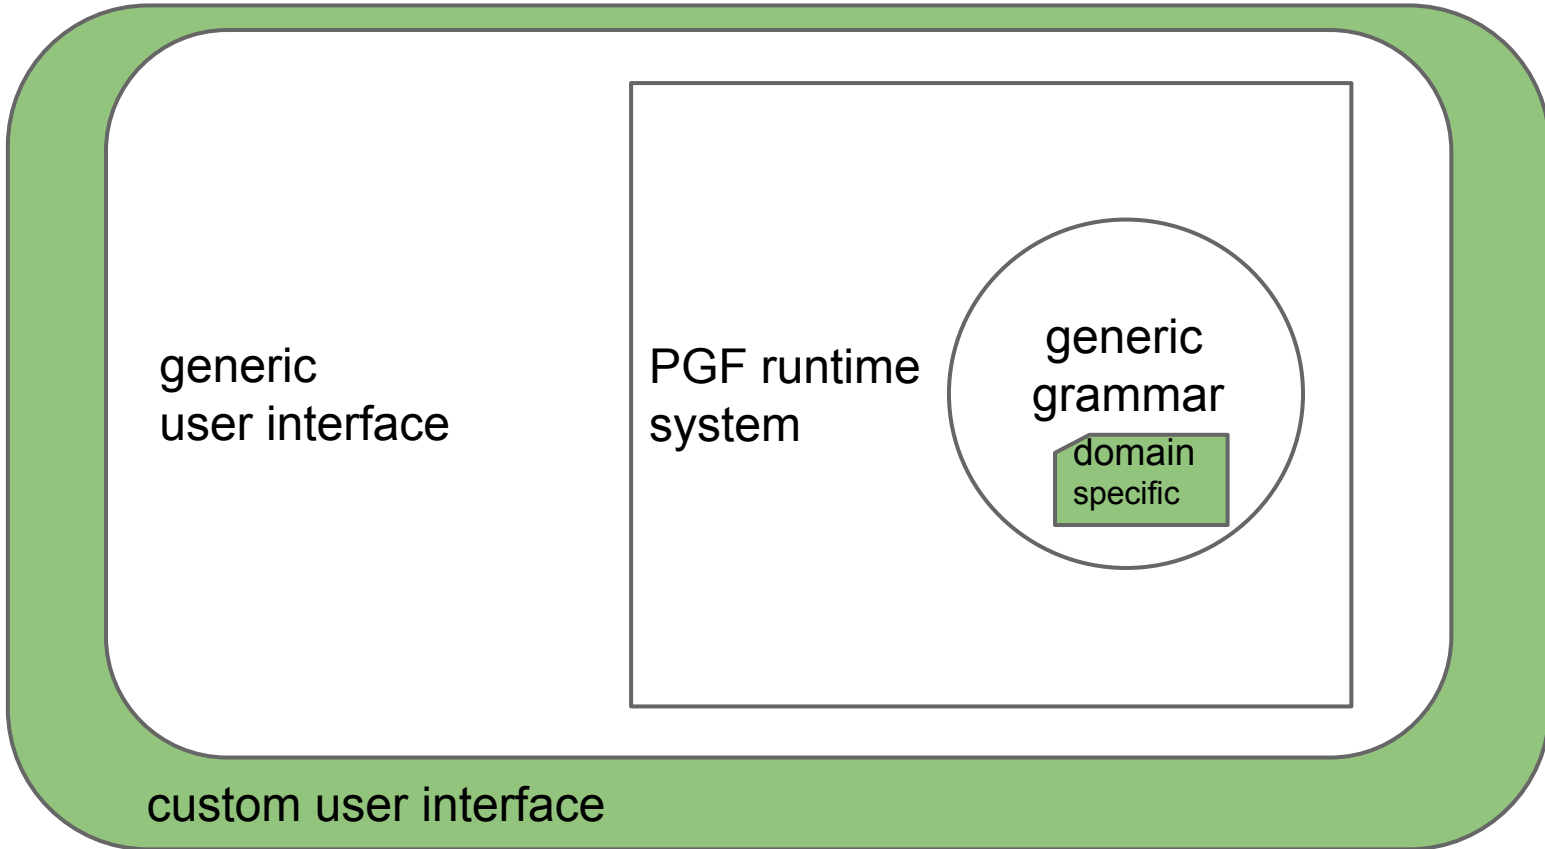 generic
user interface
PGF runtime
system
generic
grammar
domain
specific
custom user interface